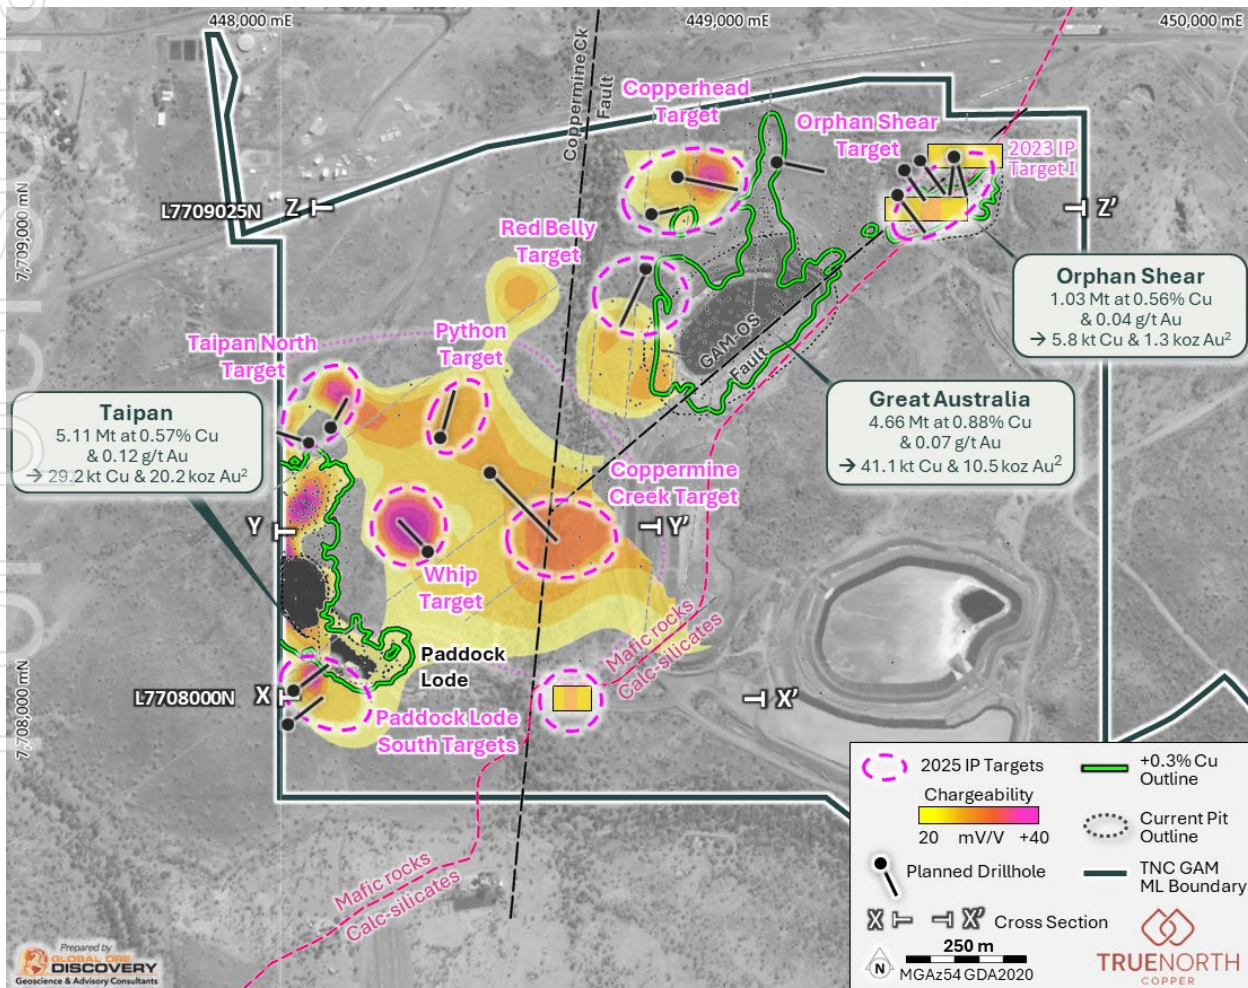 448,000 mE
449,000 mE
450,000 mE
7,709,000 mN
7,708,000 mN
Coppermine Ck
Fault
Copperhead
Target
Orphan Shear
Target
2023 IP
Target I
L7709025N
Z
Z'
Red Belly
Target
Orphan Shear
1.03 Mt at 0.56% Cu
& 0.04 g/t Au
→ 5.8 kt Cu & 1.3 koz Au²
Taipan North
Target
Python
Target
GAM-OS
Fault
Taipan
5.11 Mt at 0.57% Cu
& 0.12 g/t Au
→ 29.2 kt Cu & 20.2 koz Au²
Great Australia
4.66 Mt at 0.88% Cu
& 0.07 g/t Au
→ 41.1 kt Cu & 10.5 koz Au²
Coppermine
Creek Target
Y
Y'
Whip
Target
Mafic rocks
Calc-silicates
Paddock
Lode
L7708000N
X
X'
Paddock Lode
South Targets
Mafic rocks
Calc-silicates
2025 IP Targets
Chargeability
20 mV/V +40
Planned Drillhole
X X' Cross Section
N
250 m
MGAz54 GDA2020
+0.3% Cu
Outline
Current Pit
Outline
TNC GAM
ML Boundary
TRUENORTH
COPPER
Prepared by
GLOBAL ORE
DISCOVERY
Geoscience & Advisory Consultants